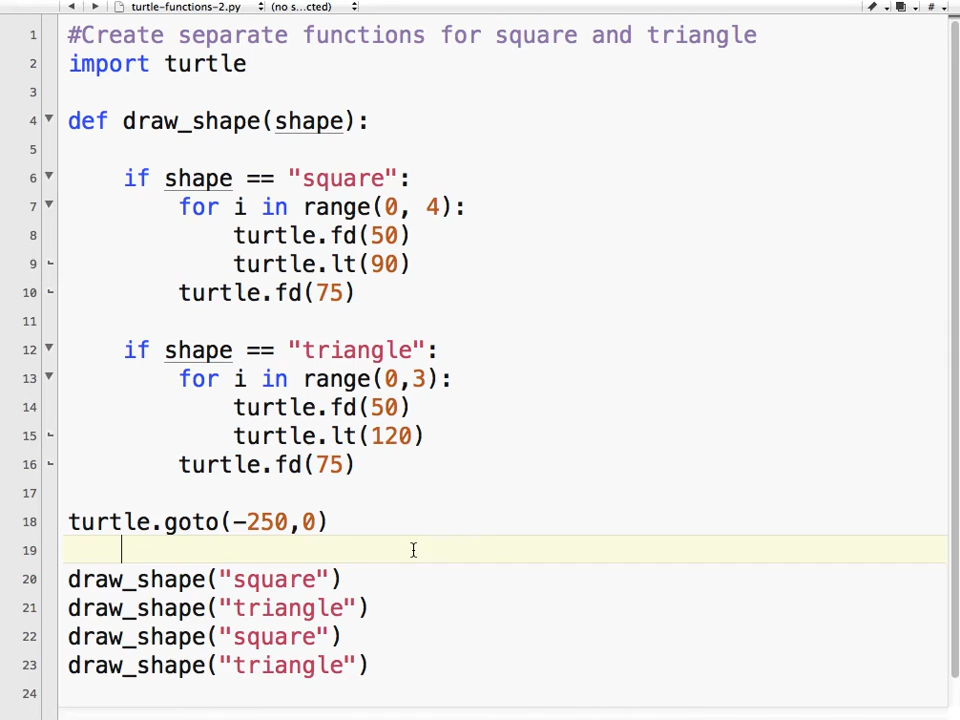 turtle-functions-2.py (no s...cted) #
1 #Create separate functions for square and triangle
2 import turtle
3
4 def draw_shape(shape):
5
6 if shape == "square":
7 for i in range(0, 4):
8 turtle.fd(50)
9 turtle.lt(90)
10 turtle.fd(75)
11
12 if shape == "triangle":
13 for i in range(0,3):
14 turtle.fd(50)
15 turtle.lt(120)
16 turtle.fd(75)
17
18 turtle.goto(-250,0)
19
20 draw_shape("square")
21 draw_shape("triangle")
22 draw_shape("square")
23 draw_shape("triangle")
24